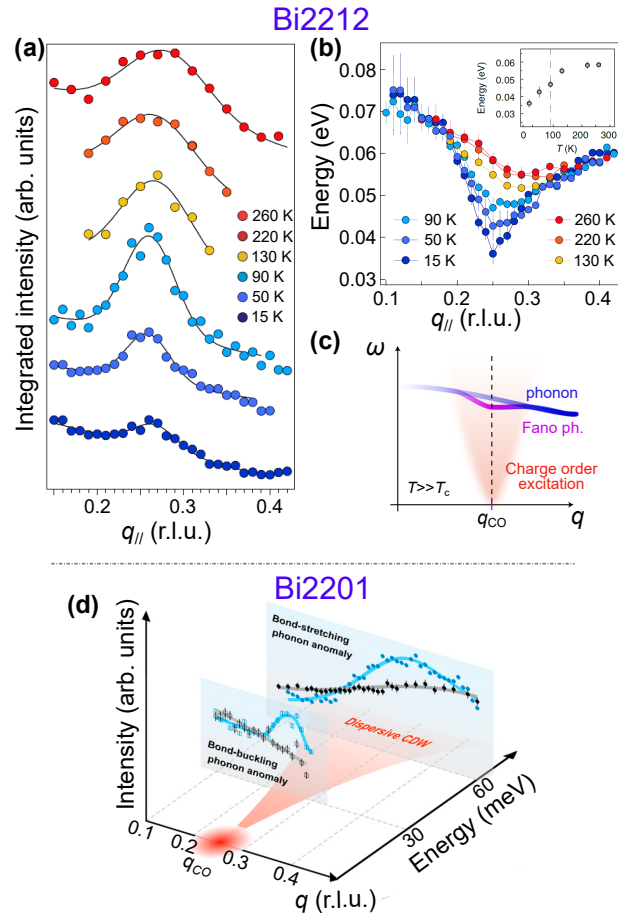 Bi2212
(a)
Integrated intensity (arb. units)
260 K
220 K
130 K
90 K
50 K
15 K
0.2
0.3
0.4
q// (r.l.u.)
(b)
Energy (eV)
0.08
0.07
0.06
0.05
0.04
0.03
0.1
0.2
0.3
0.4
q// (r.l.u.)
90 K
50 K
15 K
260 K
220 K
130 K
Energy (eV)
0.06
0.05
0.04
0.03
0
100
200
300
T (K)
(c)
ω
phonon
Fano ph.
Charge order
excitation
T>>Tc
qCO
q
Bi2201
(d)
Intensity (arb. units)
Bond-stretching
phonon anomaly
Bond-buckling
phonon anomaly
Dispersive CDW
0.1
0.2
0.3
0.4
qCO
q (r.l.u.)
30
60
Energy (meV)